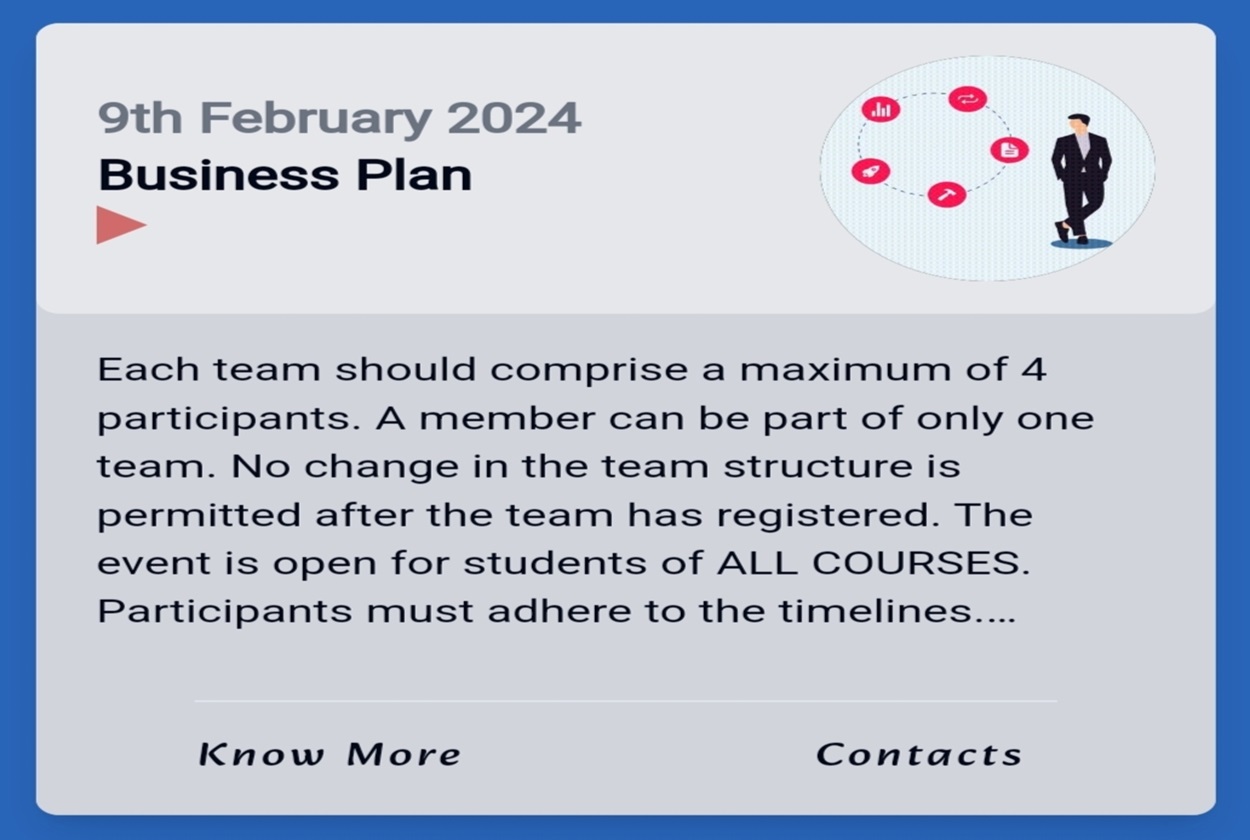 9th February 2024
Business Plan
Each team should comprise a maximum of 4
participants. A member can be part of only one
team. No change in the team structure is
permitted after the team has registered. The
event is open for students of ALL COURSES.
Participants must adhere to the timelines....
Know More
Contacts